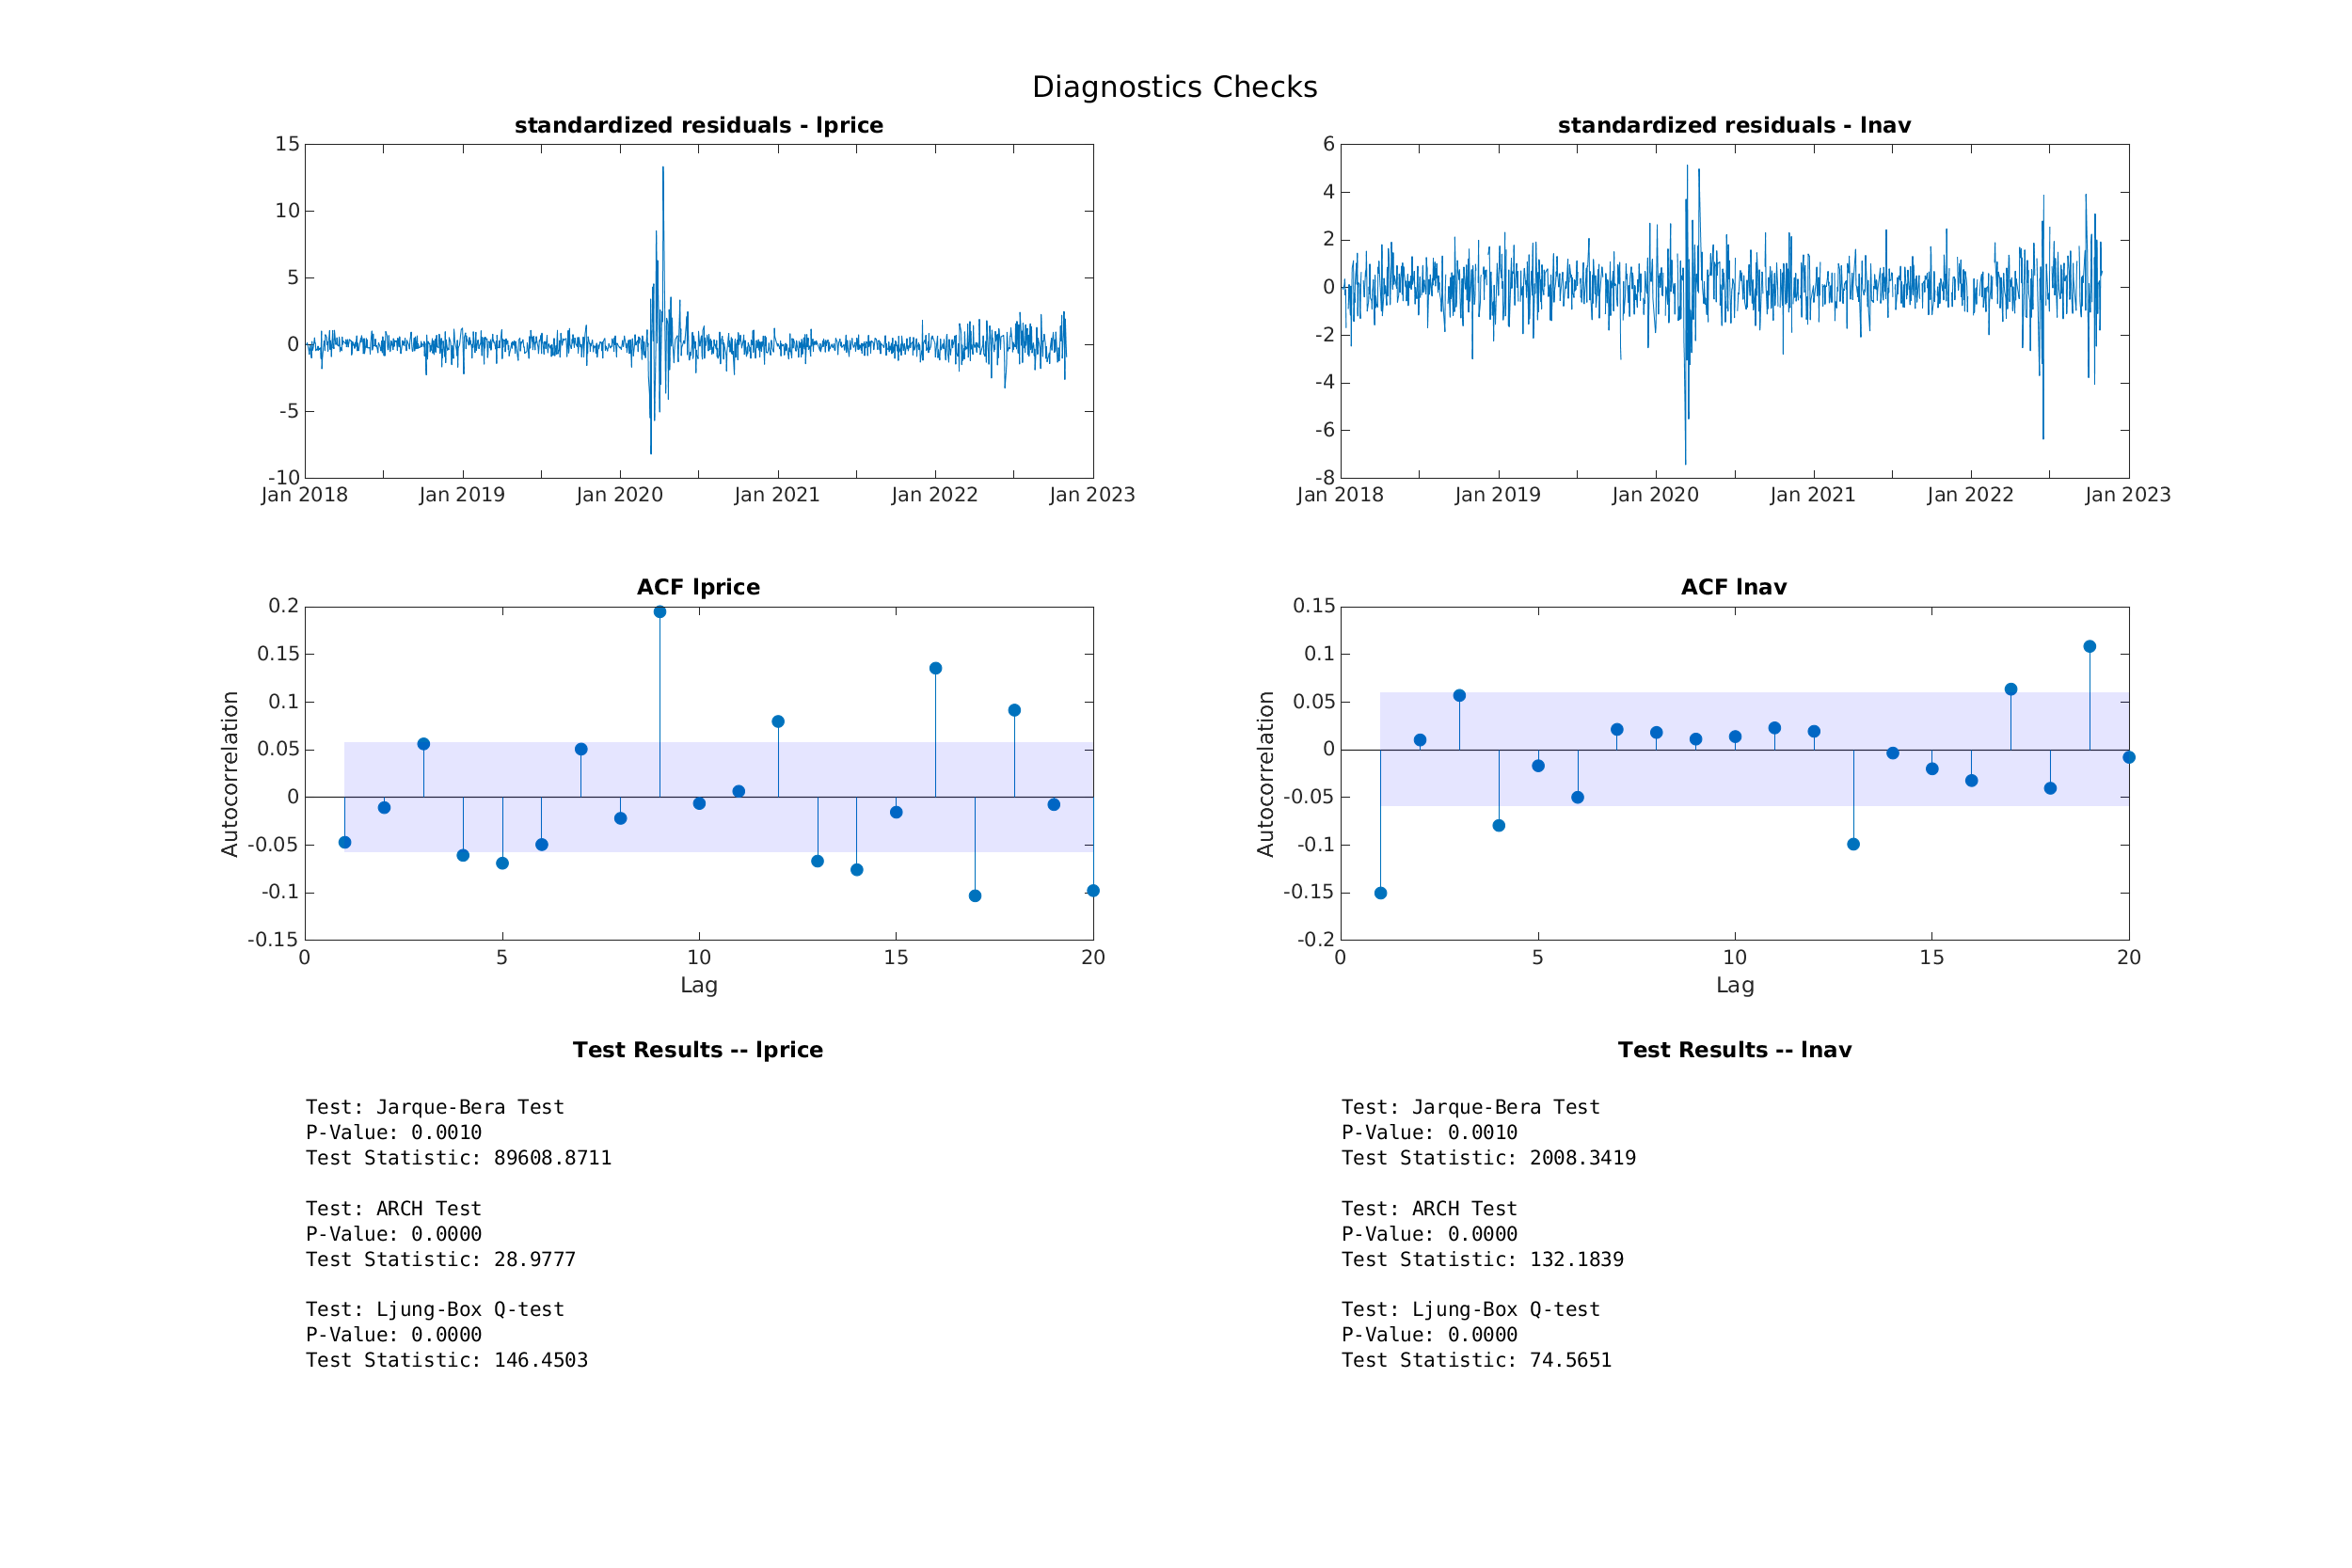 Diagnostics Checks
standardized residuals - lprice
15
10
5
0
-5
-10
Jan 2018 Jan 2019 Jan 2020 Jan 2021 Jan 2022 Jan 2023
standardized residuals - lnav
6
4
2
0
-2
-4
-6
-8
Jan 2018 Jan 2019 Jan 2020 Jan 2021 Jan 2022 Jan 2023
ACF lprice
Autocorrelation
0.2
0.15
0.1
0.05
0
-0.05
-0.1
-0.15
0 5 10 15 20
Lag
ACF lnav
Autocorrelation
0.15
0.1
0.05
0
-0.05
-0.1
-0.15
-0.2
0 5 10 15 20
Lag
Test Results -- lprice
Test: Jarque-Bera Test
P-Value: 0.0010
Test Statistic: 89608.8711
Test: ARCH Test
P-Value: 0.0000
Test Statistic: 28.9777
Test: Ljung-Box Q-test
P-Value: 0.0000
Test Statistic: 146.4503
Test Results -- lnav
Test: Jarque-Bera Test
P-Value: 0.0010
Test Statistic: 2008.3419
Test: ARCH Test
P-Value: 0.0000
Test Statistic: 132.1839
Test: Ljung-Box Q-test
P-Value: 0.0000
Test Statistic: 74.5651